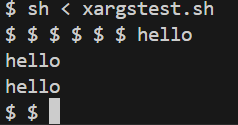 $ sh < xargstest.sh
$ $ $ $ $ $ hello
hello
hello
$ $